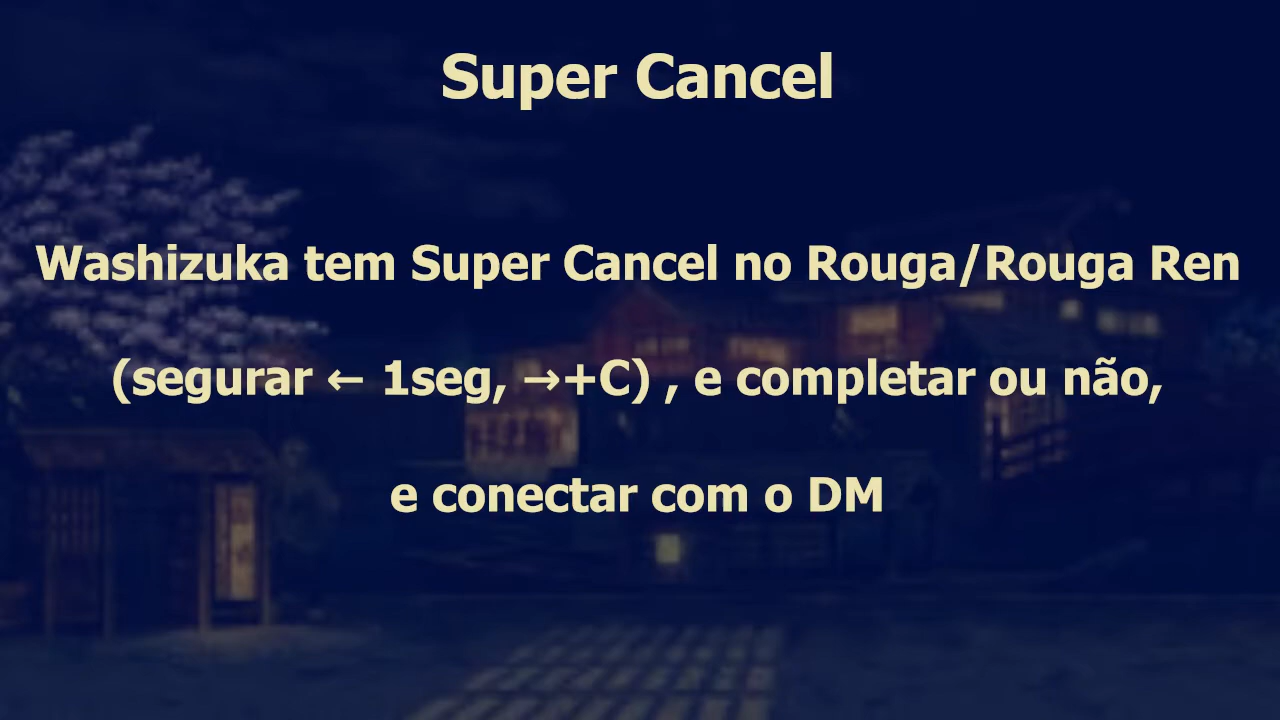 Super Cancel
Washizuka tem Super Cancel no Rouga/Rouga Ren
(segurar ← 1seg, →+C) , e completar ou não,
e conectar com o DM